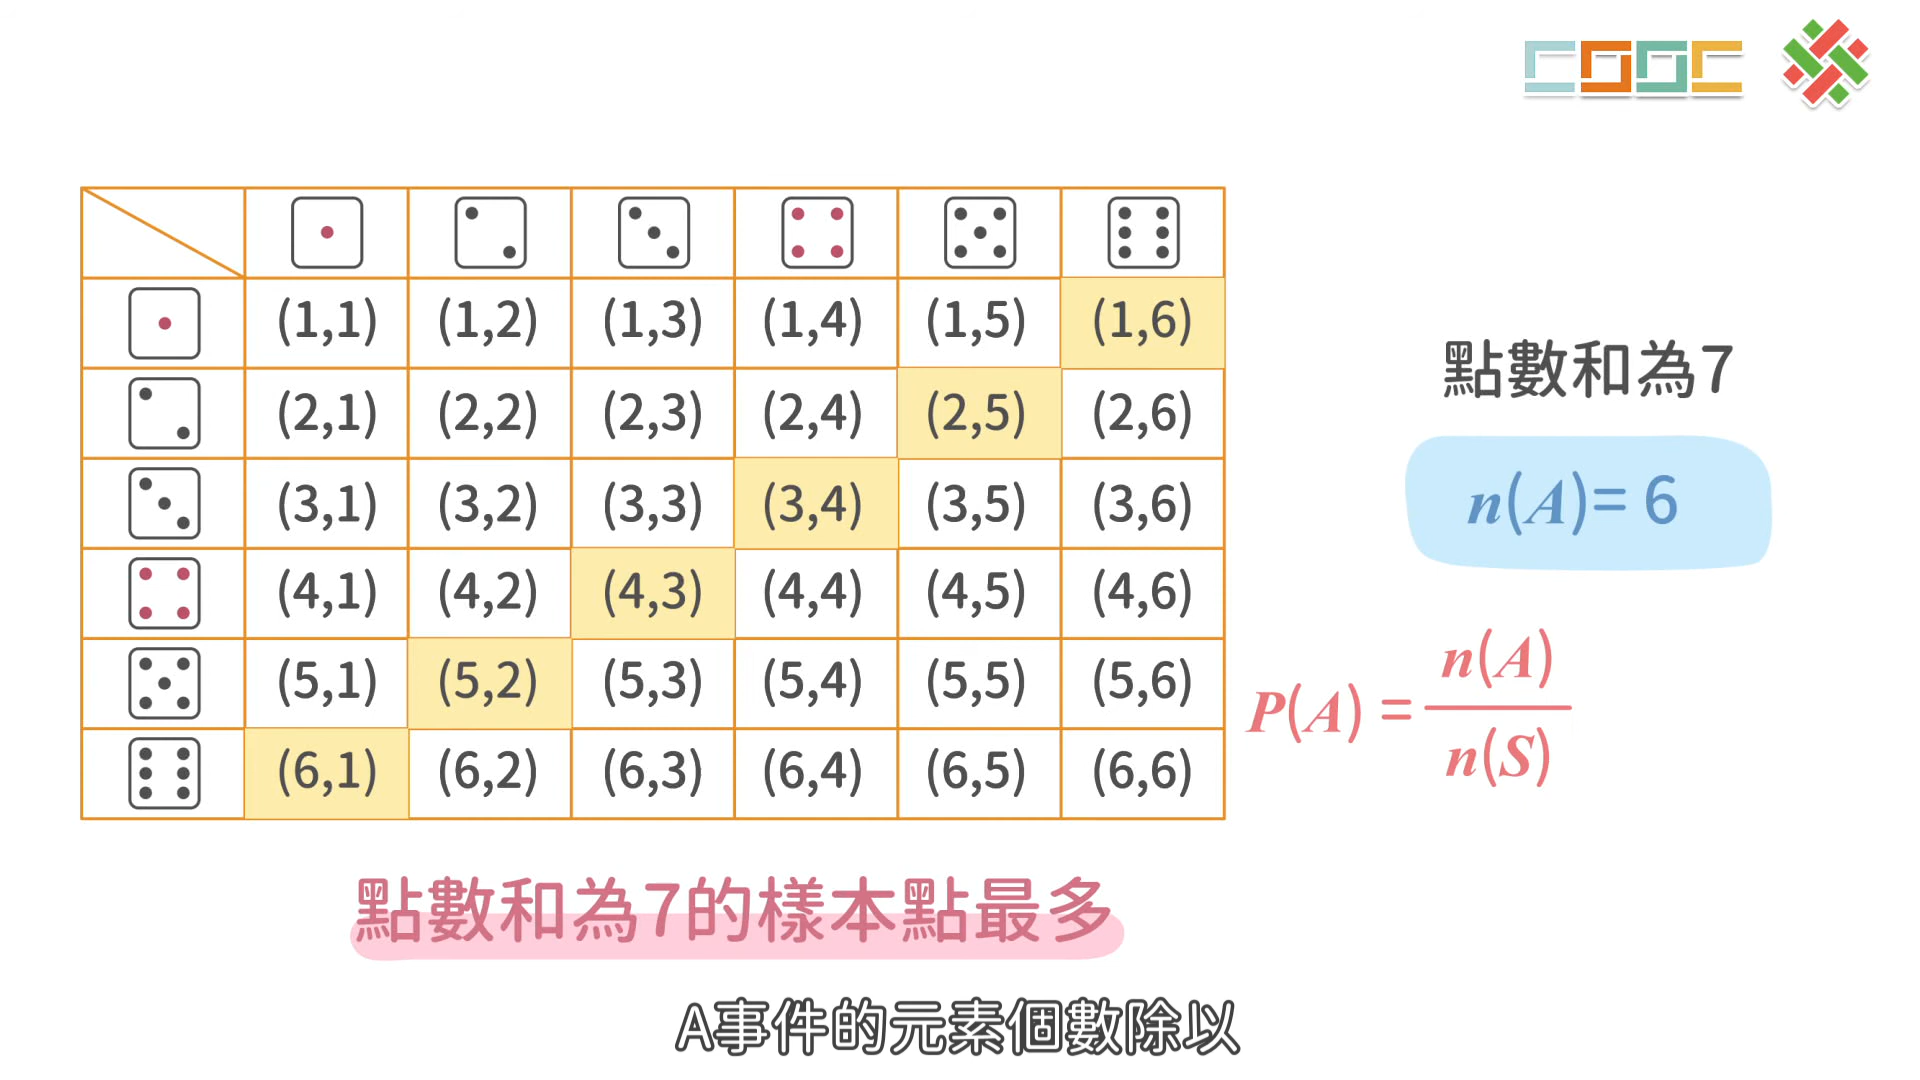 (1,1) (1,2) (1,3) (1,4) (1,5) (1,6)
(2,1) (2,2) (2,3) (2,4) (2,5) (2,6)
(3,1) (3,2) (3,3) (3,4) (3,5) (3,6)
(4,1) (4,2) (4,3) (4,4) (4,5) (4,6)
(5,1) (5,2) (5,3) (5,4) (5,5) (5,6)
(6,1) (6,2) (6,3) (6,4) (6,5) (6,6)
點數和為7
n(A)= 6
P(A) = n(A)
n(S)
點數和為7的樣本點最多
A事件的元素個數除以